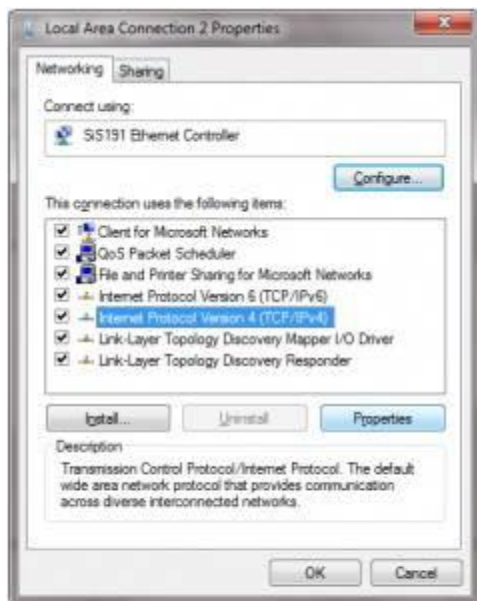 Local Area Connection 2 Properties
Networking
Sharing
Connect using:
SiS191 Ethernet Controller
Configure...
This connection uses the following items:
Client for Microsoft Networks
QoS Packet Scheduler
File and Printer Sharing for Microsoft Networks
Internet Protocol Version 6 (TCP/IPv6)
Internet Protocol Version 4 (TCP/IPv4)
Link-Layer Topology Discovery Mapper I/O Driver
Link-Layer Topology Discovery Responder
Install...
Uninstall
Properties
Description
Transmission Control Protocol/Internet Protocol. The default
wide area network protocol that provides communication
across diverse interconnected networks.
OK
Cancel